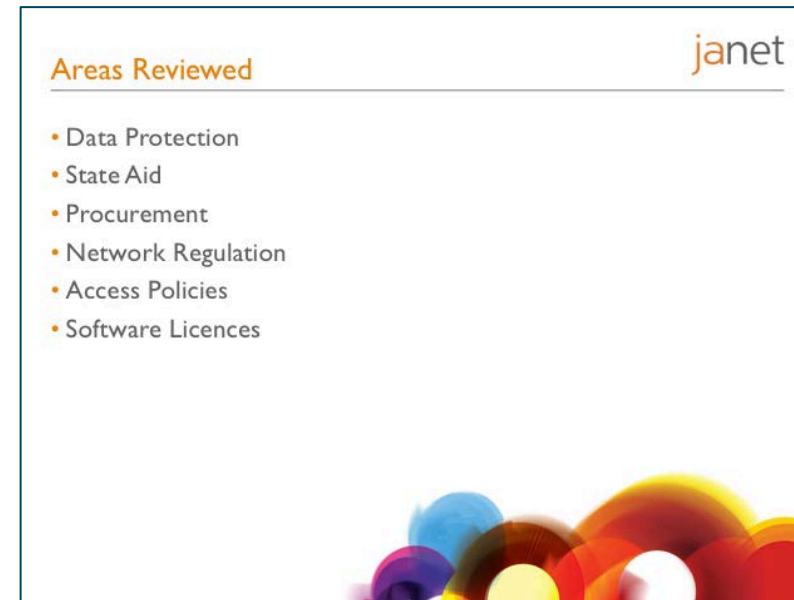 janet
Areas Reviewed
• Data Protection
• State Aid
• Procurement
• Network Regulation
• Access Policies
• Software Licences